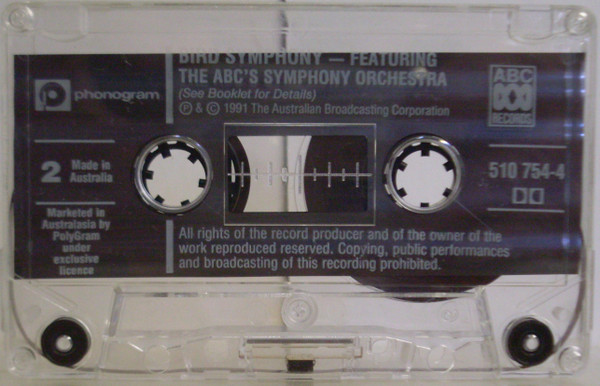 phonogram
BIRD SYMPHONY — FEATURING
THE ABC'S SYMPHONY ORCHESTRA
(See Booklet for Details)
Ⓟ & © 1991 The Australian Broadcasting Corporation
ABC
RECORDS
2 Made in
Australia
510 754-4
Marketed in
Australasia by
PolyGram
under
exclusive
licence
All rights of the record producer and of the owner of the
work reproduced reserved. Copying, public performances
and broadcasting of this recording prohibited.